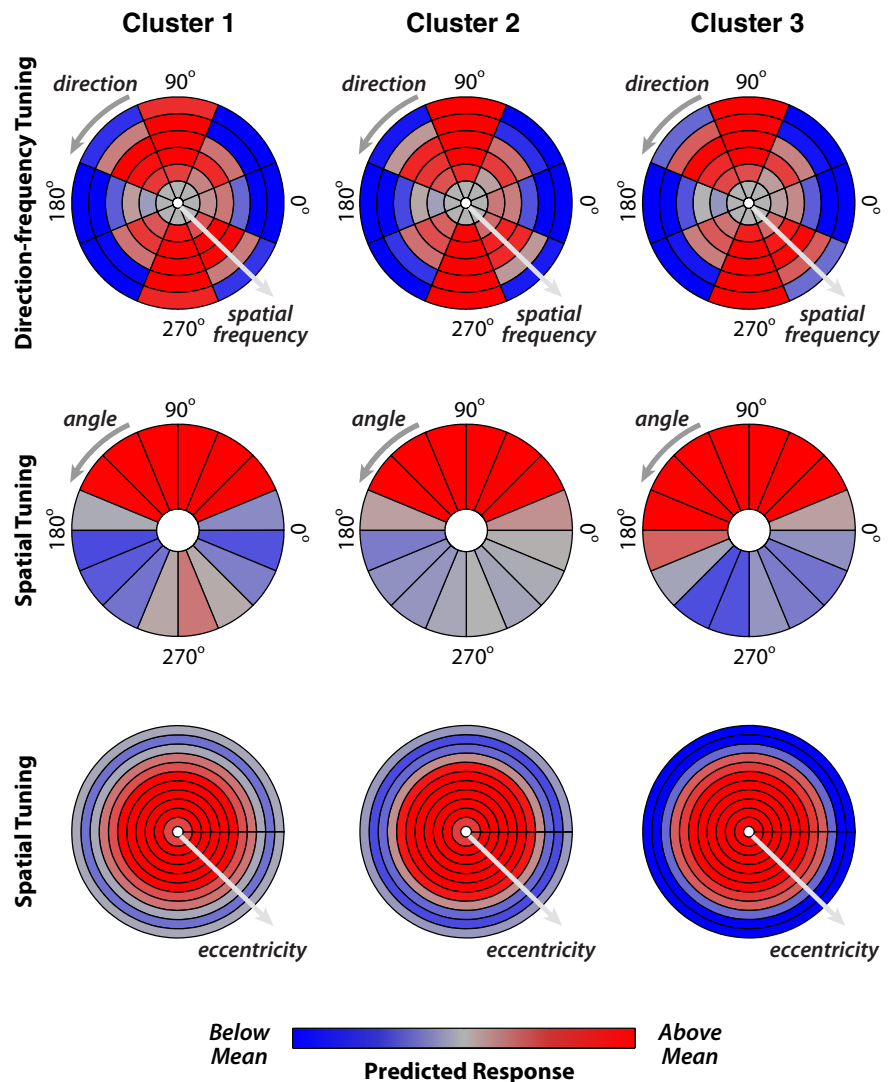 Cluster 1 Cluster 2 Cluster 3
Direction-frequency Tuning
direction 90° direction 90° direction 90°
180° 0° 180° 0° 180° 0°
270° spatial frequency 270° spatial frequency 270° spatial frequency
Spatial Tuning
angle 90° angle 90° angle 90°
180° 0° 180° 0° 180° 0°
270° 270° 270°
Spatial Tuning
eccentricity eccentricity eccentricity
Below Mean Above Mean
Predicted Response